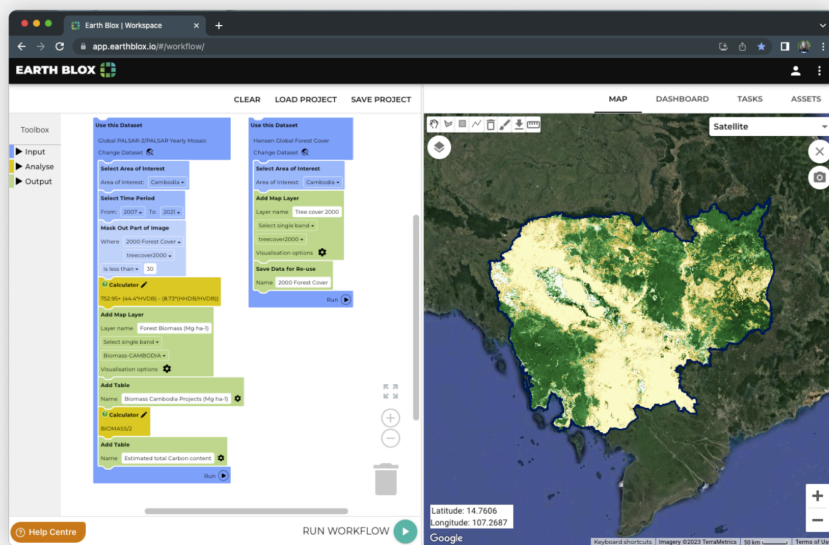 Earth Blox | Workspace
app.earthblox.io/#/workflow/
EARTH BLOX
CLEAR LOAD PROJECT SAVE PROJECT
MAP DASHBOARD TASKS ASSETS
Toolbox
Input
Analyse
Output
Use this Dataset
Global PALSAR-2/PALSAR Yearly Mosaic
Change Dataset
Select Area of Interest
Area of Interest: Cambodia
Select Time Period
From: 2007 To: 2021
Mask Out Part of Image
Where 2000 Forest Cover
treecover2000
is less than 30
Calculator
752.95+ (44.4*HVDB) - (8.73*(HHDB/HVDB))
Add Map Layer
Layer name Forest Biomass (Mg ha-1)
Select single band
Biomass-CAMBODIA
Visualisation options
Add Table
Name Biomass Cambodia Projects (Mg ha-1)
Calculator
BIOMASS/2
Add Table
Name Estimated total Carbon content
Run
Use this Dataset
Hansen Global Forest Cover
Change Dataset
Select Area of Interest
Area of Interest: Cambodia
Add Map Layer
Layer name Tree cover 2000
Select single band
treecover2000
Visualisation options
Save Data for Re-use
Name 2000 Forest Cover
Run
Help Centre
RUN WORKFLOW
Satellite
Latitude: 14.7606
Longitude: 107.2687
Google
Keyboard shortcuts Imagery ©2023 TerraMetrics 50 km Terms of Us